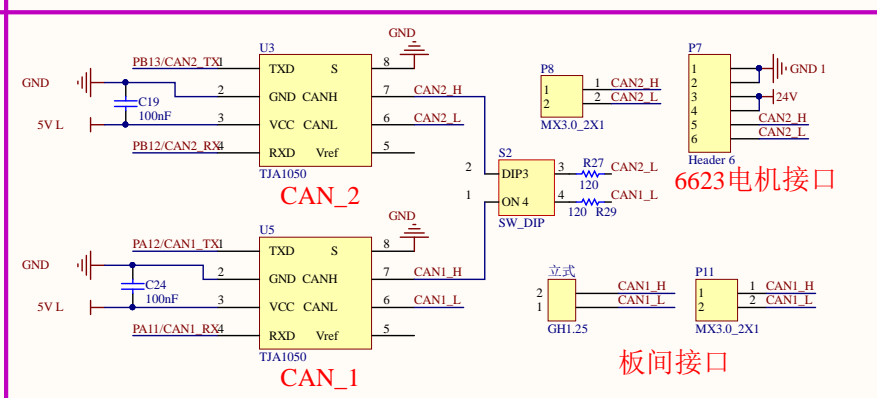 U3
PB13/CAN2_TX 1 TXD S 8 GND
GND 2 GND CANH 7 CAN2_H
C19
100nF
5V L 3 VCC CANL 6 CAN2_L
PB12/CAN2_RX 4 RXD Vref 5
TJA1050
CAN_2
P8
1 1 CAN2_H
2 2 CAN2_L
MX3.0_2X1
P7
1 GND 1
2
3 24V
4
5 CAN2_H
6 CAN2_L
Header 6
6623电机接口
S2
2 DIP3 3 R27 CAN2_L
120
1 ON 4 4 CAN1_L
120 R29
SW_DIP
U5
PA12/CAN1_TX 1 TXD S 8 GND
GND 2 GND CANH 7 CAN1_H
C24
100nF
5V L 3 VCC CANL 6 CAN1_L
PA11/CAN1_RX 4 RXD Vref 5
TJA1050
CAN_1
立式
2 CAN1_H
1 CAN1_L
GH1.25
P11
1 1 CAN1_H
2 2 CAN1_L
MX3.0_2X1
板间接口